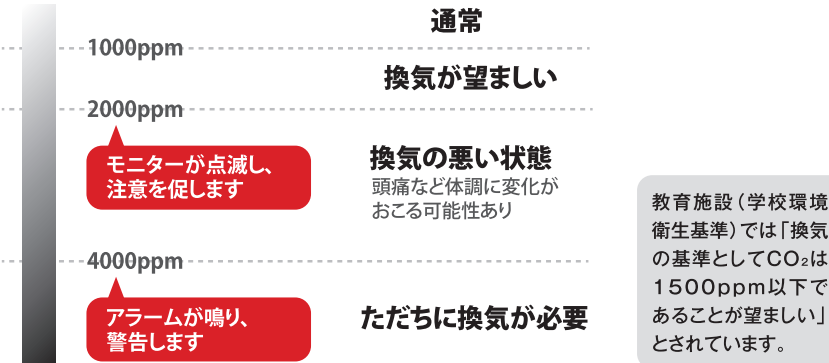 通常
1000ppm
換気が望ましい
2000ppm
モニターが点滅し、
注意を促します
換気の悪い状態
頭痛など体調に変化が
おこる可能性あり
4000ppm
アラームが鳴り、
警告します
ただちに換気が必要
教育施設（学校環境
衛生基準）では「換気
の基準としてCO₂は
1500ppm以下で
あることが望ましい」
とされています。